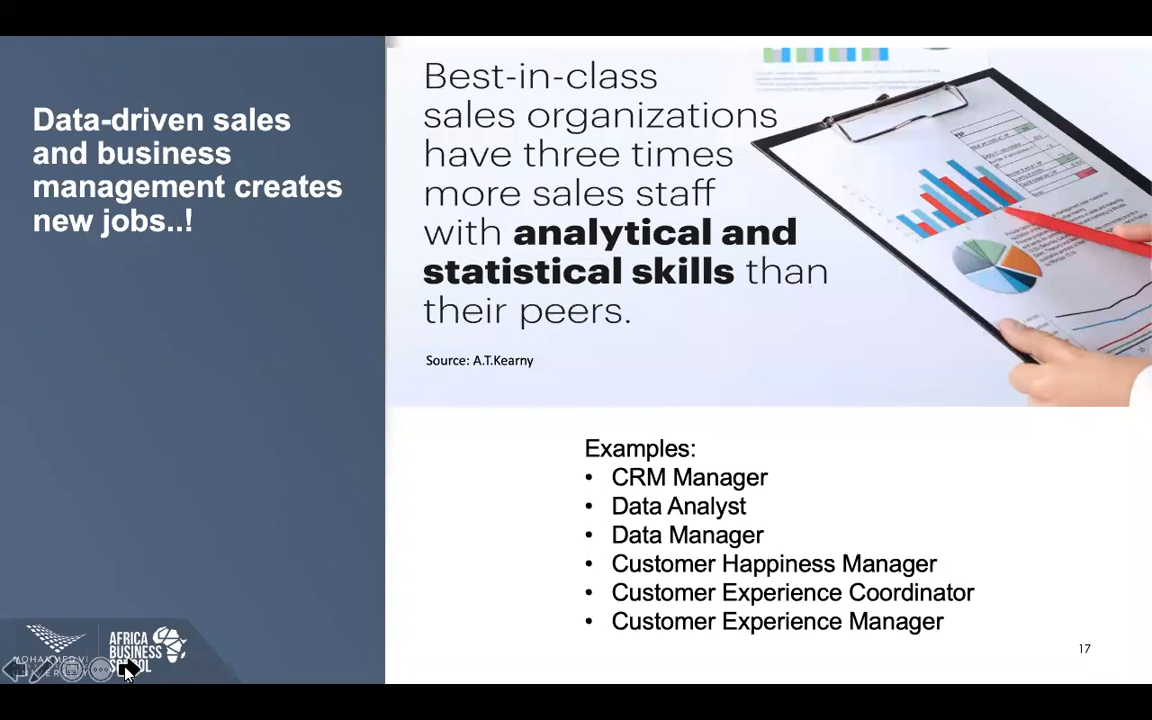 Data-driven sales
and business
management creates
new jobs..!
Best-in-class
sales organizations
have three times
more sales staff
with analytical and
statistical skills than
their peers.
Source: A.T.Kearny
Examples:
• CRM Manager
• Data Analyst
• Data Manager
• Customer Happiness Manager
• Customer Experience Coordinator
• Customer Experience Manager
AFRICA
BUSINESS
17